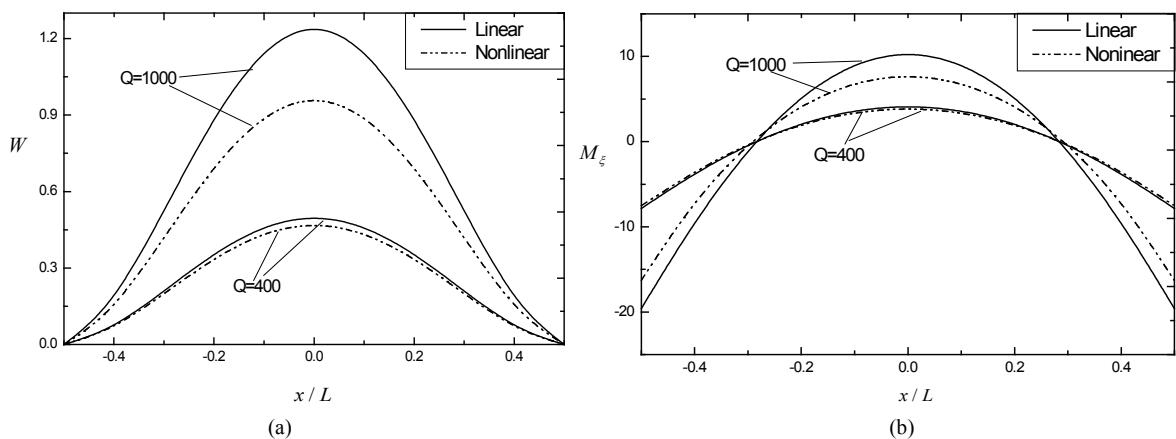 Linear
Nonlinear
Q=1000
Q=400
W
1.2
0.9
0.6
0.3
0.0
-0.4
-0.2
0.0
0.2
0.4
x / L
(a)
Linear
Noninear
Q=1000
Q=400
M_ξ
10
0
-10
-20
-0.4
-0.2
0.0
0.2
0.4
x / L
(b)